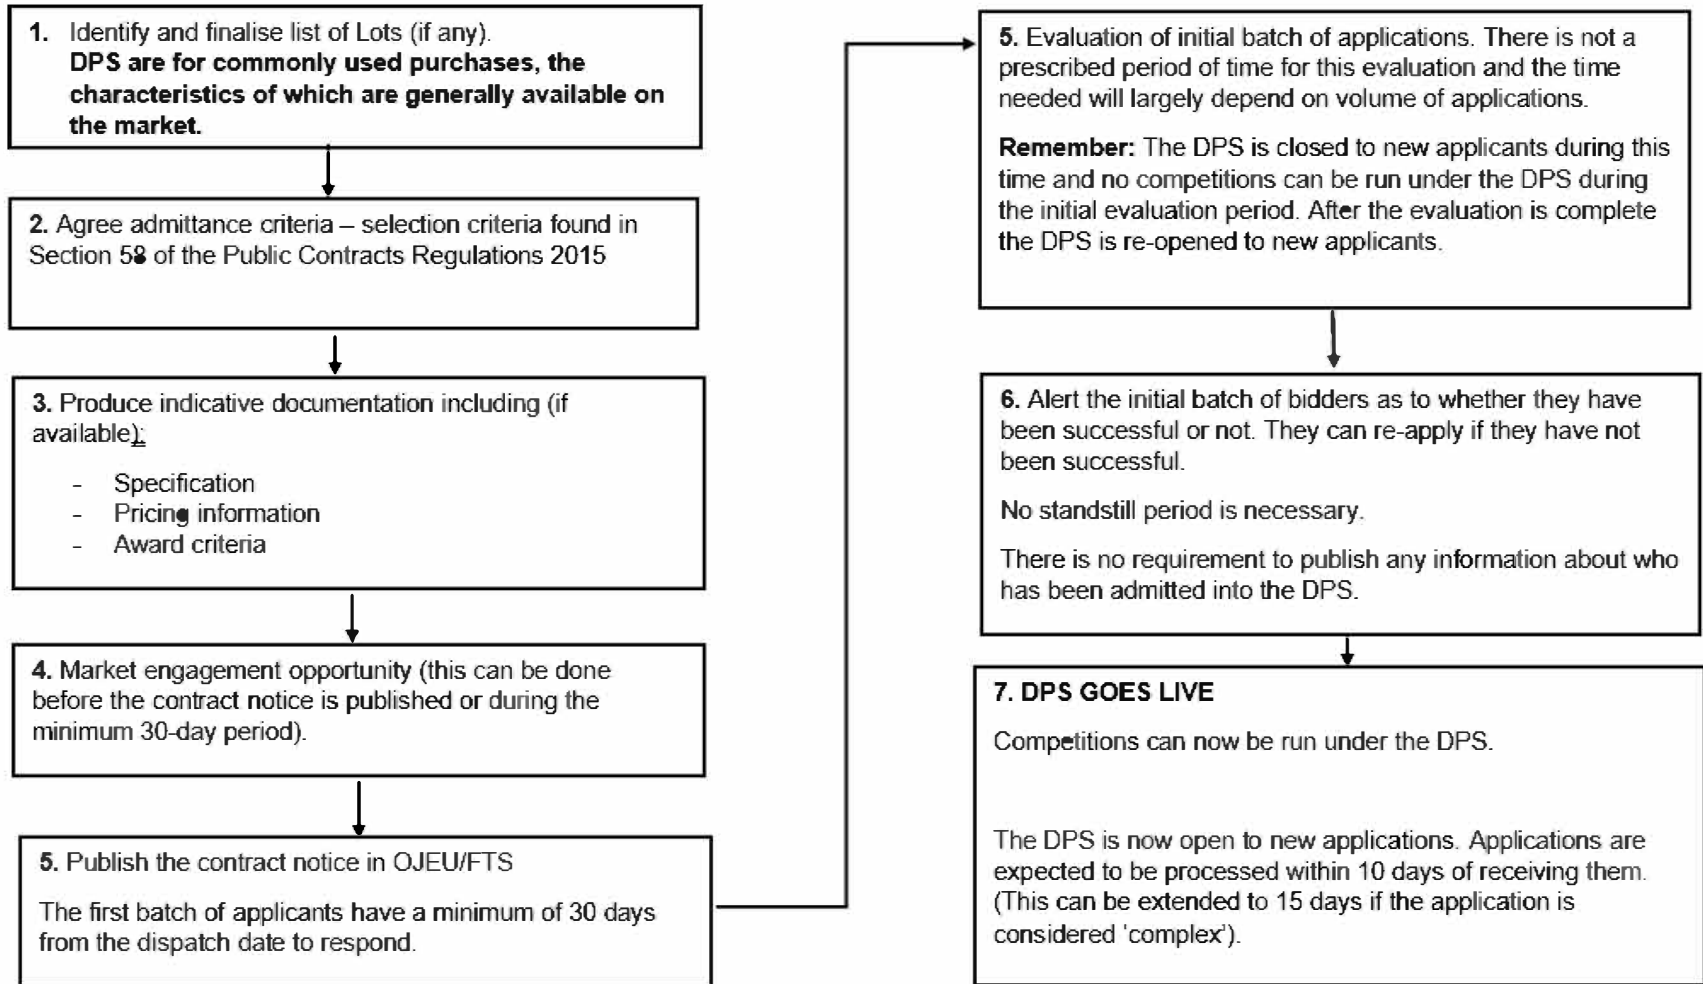 1. Identify and finalise list of Lots (if any).
DPS are for commonly used purchases, the
characteristics of which are generally available on
the market.
2. Agree admittance criteria – selection criteria found in
Section 58 of the Public Contracts Regulations 2015
3. Produce indicative documentation including (if
available):
- Specification
- Pricing information
- Award criteria
4. Market engagement opportunity (this can be done
before the contract notice is published or during the
minimum 30-day period).
5. Publish the contract notice in OJEU/FTS
The first batch of applicants have a minimum of 30 days
from the dispatch date to respond.
5. Evaluation of initial batch of applications. There is not a
prescribed period of time for this evaluation and the time
needed will largely depend on volume of applications.
Remember: The DPS is closed to new applicants during this
time and no competitions can be run under the DPS during
the initial evaluation period. After the evaluation is complete
the DPS is re-opened to new applicants.
6. Alert the initial batch of bidders as to whether they have
been successful or not. They can re-apply if they have not
been successful.
No standstill period is necessary.
There is no requirement to publish any information about who
has been admitted into the DPS.
7. DPS GOES LIVE
Competitions can now be run under the DPS.
The DPS is now open to new applications. Applications are
expected to be processed within 10 days of receiving them.
(This can be extended to 15 days if the application is
considered 'complex').